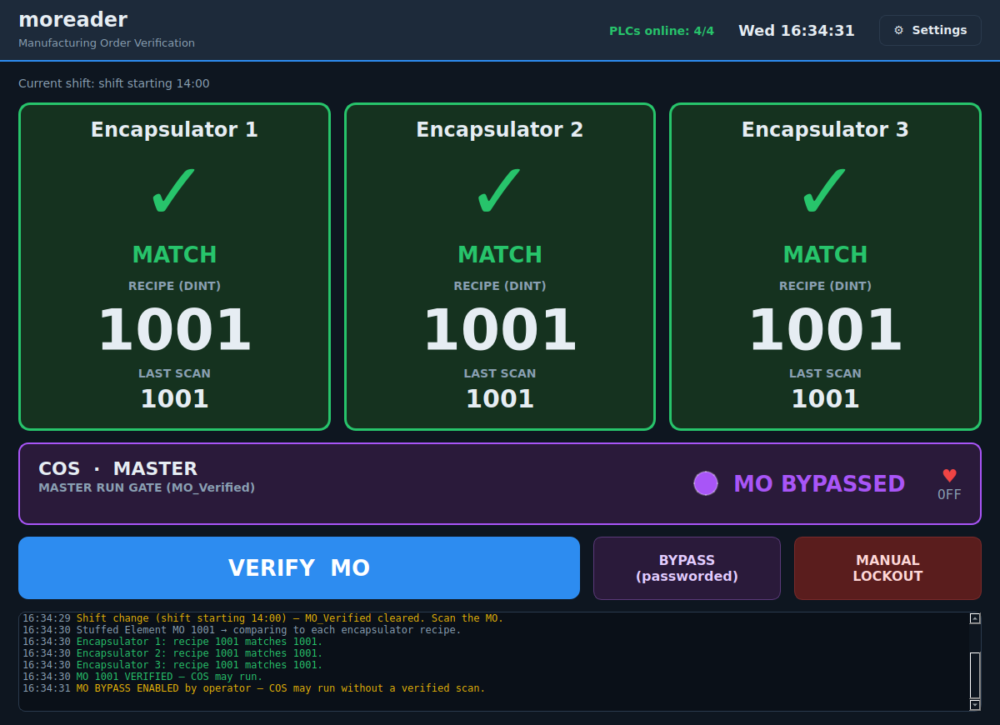 moreader
Manufacturing Order Verification
PLCs online: 4/4
Wed 16:34:31
⚙ Settings
Current shift: shift starting 14:00
Encapsulator 1
✓
MATCH
RECIPE (DINT)
1001
LAST SCAN
1001
Encapsulator 2
✓
MATCH
RECIPE (DINT)
1001
LAST SCAN
1001
Encapsulator 3
✓
MATCH
RECIPE (DINT)
1001
LAST SCAN
1001
COS · MASTER
MASTER RUN GATE (MO_Verified)
MO BYPASSED
♥
OFF
VERIFY MO
BYPASS
(passworded)
MANUAL
LOCKOUT
16:34:29 Shift change (shift starting 14:00) — MO_Verified cleared. Scan the MO.
16:34:30 Stuffed Element MO 1001 → comparing to each encapsulator recipe.
16:34:30 Encapsulator 1: recipe 1001 matches 1001.
16:34:30 Encapsulator 2: recipe 1001 matches 1001.
16:34:30 Encapsulator 3: recipe 1001 matches 1001.
16:34:30 MO 1001 VERIFIED — COS may run.
16:34:31 MO BYPASS ENABLED by operator — COS may run without a verified scan.